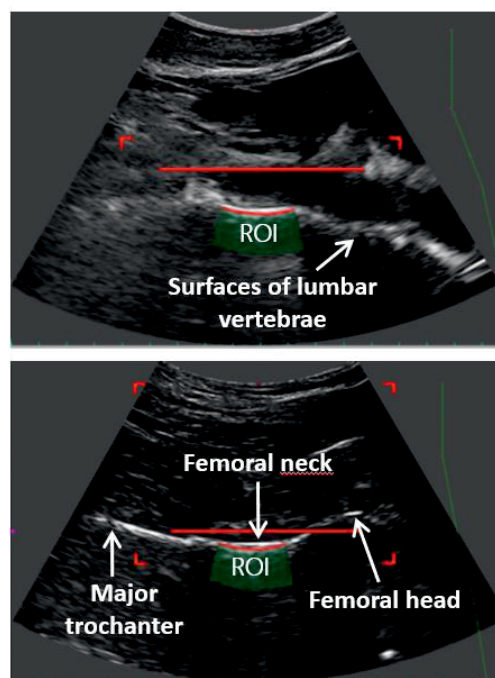 ROI
Surfaces of lumbar
vertebrae
Femoral neck
ROI
Major
trochanter
Femoral head